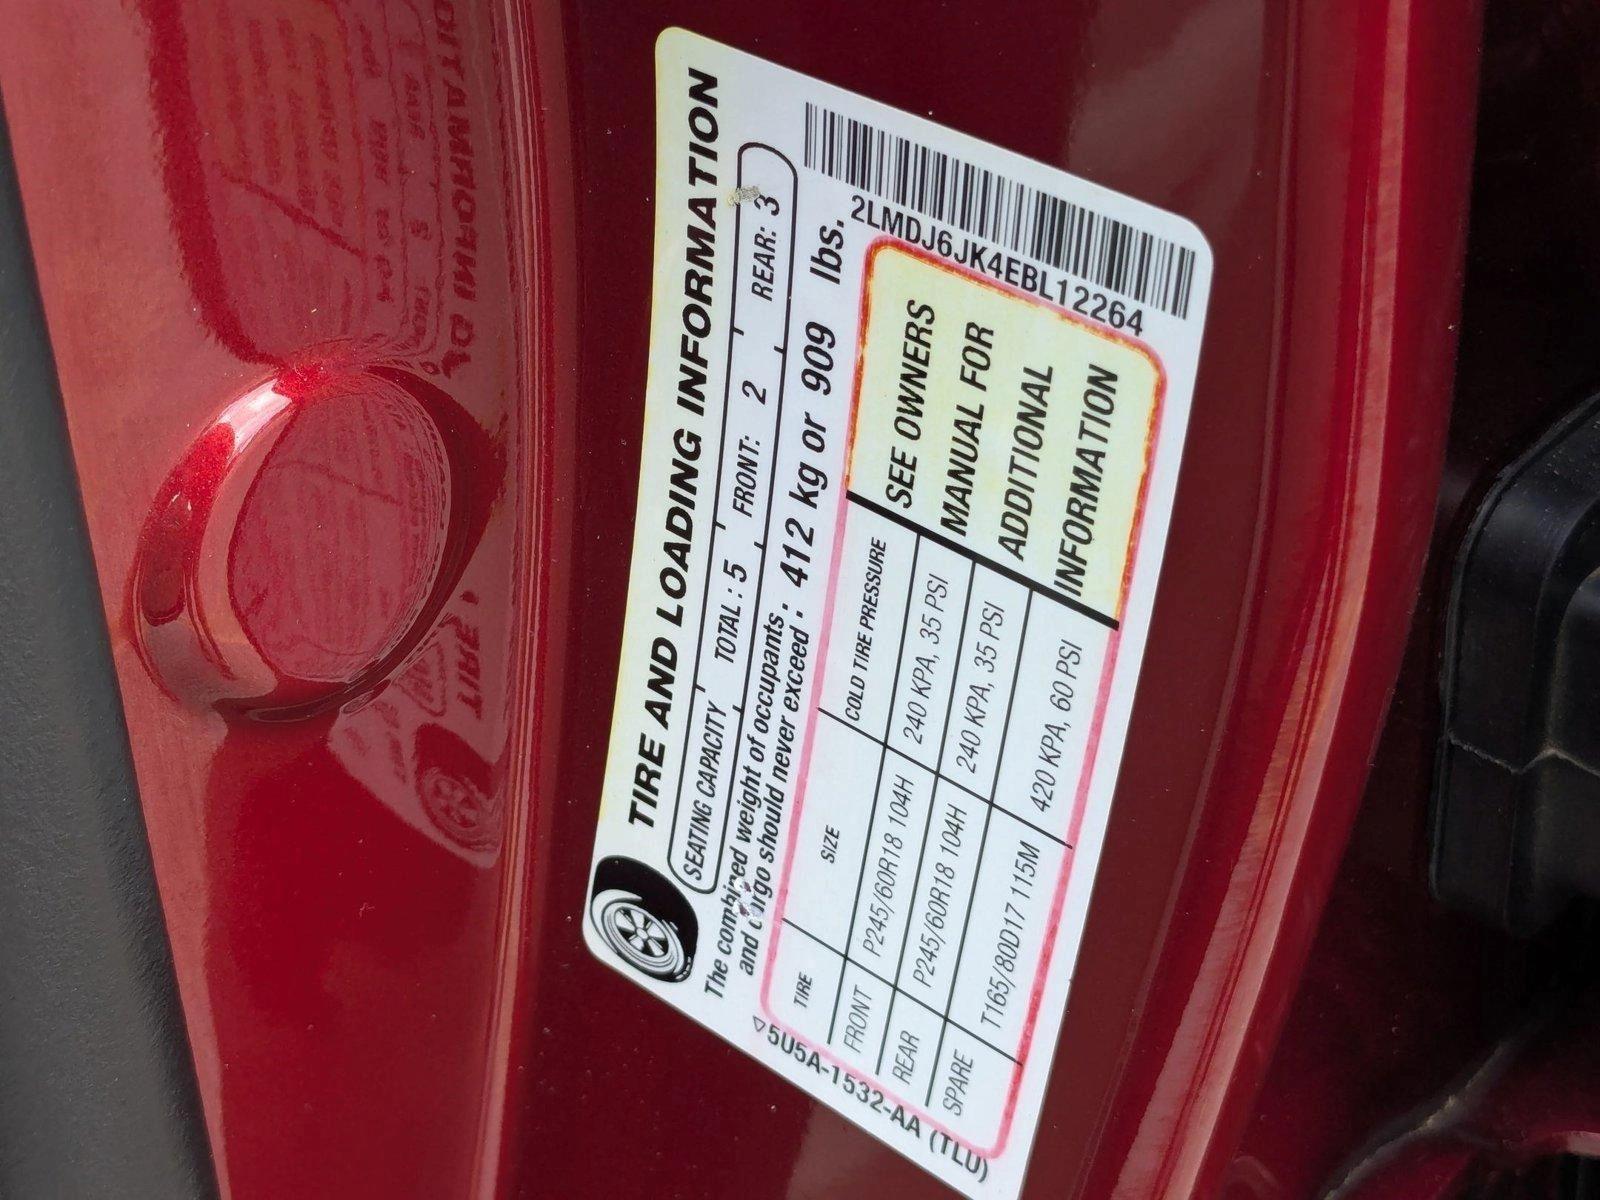 TIRE AND LOADING INFORMATION
SEATING CAPACITY TOTAL : 5 FRONT: 2 REAR: 3
The combined weight of occupants
and cargo should never exceed : 412 kg or 909 lbs.
2LMDJ6JK4EBL12264
TIRE SIZE COLD TIRE PRESSURE
FRONT P245/60R18 104H 240 KPA, 35 PSI
REAR P245/60R18 104H 240 KPA, 35 PSI
SPARE T165/80D17 115M 420 KPA, 60 PSI
SEE OWNERS
MANUAL FOR
ADDITIONAL
INFORMATION
5U5A-1532-AA (TLU)